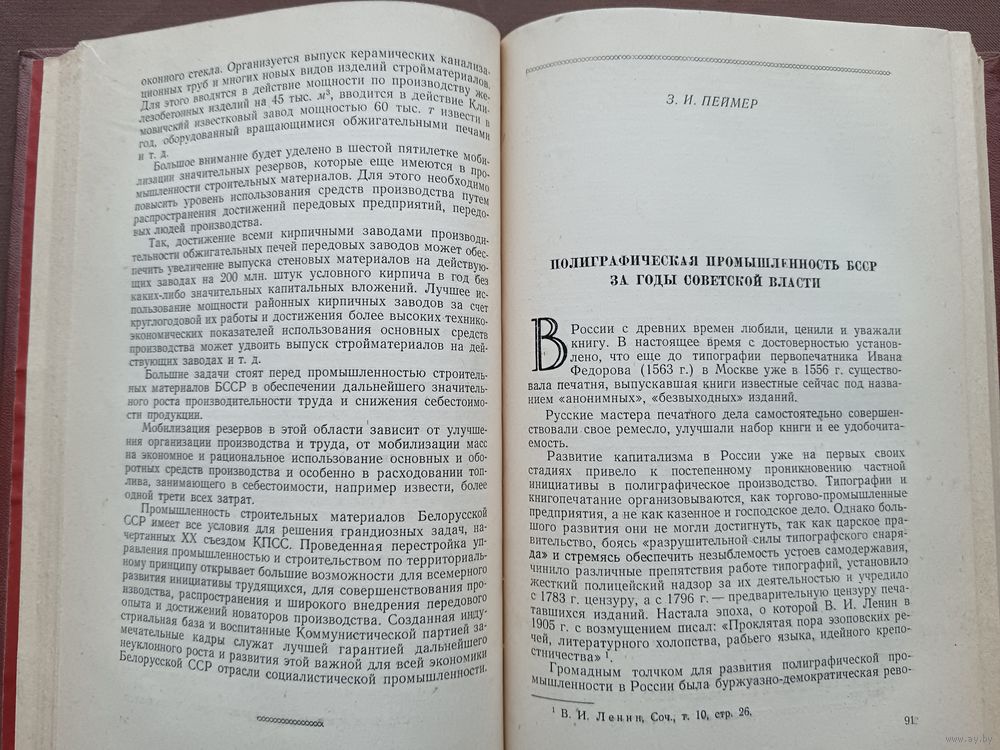 оконного стекла. Организуется выпуск керамических канализа-
ционных труб и многих новых видов изделий стройматериалов.
Для этого вводятся в действие мощности по производству же-
лезобетонных изделий на 45 тыс. м³, вводится в действие Кли-
мовичский известковый завод мощностью 60 тыс. т извести в
год, оборудованный вращающимися обжигательными печами
и т. д.
Большое внимание будет уделено в шестой пятилетке моби-
лизации значительных резервов, которые еще имеются в про-
мышленности строительных материалов. Для этого необходимо
повысить уровень использования средств производства путем
распространения достижений передовых предприятий, передо-
вых людей производства.
Так, достижение всеми кирпичными заводами производи-
тельности обжигательных печей передовых заводов может обес-
печить увеличение выпуска стеновых материалов на действую-
щих заводах на 200 млн. штук условного кирпича в год без
каких-либо значительных капитальных вложений. Лучшее ис-
пользование мощности районных кирпичных заводов за счет
круглогодовой их работы и достижения более высоких технико-
экономических показателей использования основных средств
производства может удвоить выпуск стройматериалов на дей-
ствующих заводах и т. д.
Большие задачи стоят перед промышленностью строитель-
ных материалов БССР в обеспечении дальнейшего значитель-
ного роста производительности труда и снижения себестоимо-
сти продукции.
Мобилизация резервов в этой области зависит от улучше-
ния организации производства и труда, от мобилизации масс
на экономное и рациональное использование основных и обо-
ротных средств производства и особенно в расходовании топ-
лива, занимающего в себестоимости, например извести, более
одной трети всех затрат.
Промышленность строительных материалов Белорусской
ССР имеет все условия для решения грандиозных задач, на-
чертанных XX съездом КПСС. Проведенная перестройка уп-
равления промышленностью и строительством по территориаль-
ному принципу открывает большие возможности для всемерного
развития инициативы трудящихся, для совершенствования про-
изводства, распространения и широкого внедрения передового
опыта и достижений новаторов производства. Созданная инду-
стриальная база и воспитанные Коммунистической партией за-
мечательные кадры служат лучшей гарантией дальнейшего
неуклонного роста и развития этой важной для всей экономики
Белорусской ССР отрасли социалистической промышленности.
З. И. ПЕЙМЕР
ПОЛИГРАФИЧЕСКАЯ ПРОМЫШЛЕННОСТЬ БССР
ЗА ГОДЫ СОВЕТСКОЙ ВЛАСТИ
В России с древних времен любили, ценили и уважали
книгу. В настоящее время с достоверностью установ-
лено, что еще до типографии первопечатника Ивана
Федорова (1563 г.) в Москве уже в 1556 г. существо-
вала печатня, выпускавшая книги известные сейчас под назва-
нием «анонимных», «безвыходных» изданий.
Русские мастера печатного дела самостоятельно совершен-
ствовали свое ремесло, улучшали набор книги и ее удобочита-
емость.
Развитие капитализма в России уже на первых своих
стадиях привело к постепенному проникновению частной
инициативы в полиграфическое производство. Типографии и
книгопечатание организовываются, как торгово-промышленные
предприятия, а не как казенное и господское дело. Однако боль-
шого развития они не могли достигнуть, так как царское пра-
вительство, боясь «разрушительной силы типографского снаря-
да» и стремясь обеспечить незыблемость устоев самодержавия,
чинило различные препятствия работе типографий, установило
жесткий полицейский надзор за их деятельностью и учредило
с 1783 г. цензуру, а с 1796 г. — предварительную цензуру печа-
тавшихся изданий. Настала эпоха, о которой В. И. Ленин в
1905 г. с возмущением писал: «Проклятая пора эзоповских ре-
чей, литературного холопства, рабьего языка, идейного крепо-
стничества» ¹.
Громадным толчком для развития полиграфической про-
мышленности в России была буржуазно-демократическая рево-
¹ В. И. Ленин, Соч., т. 10, стр. 26.
91
www.ay.by